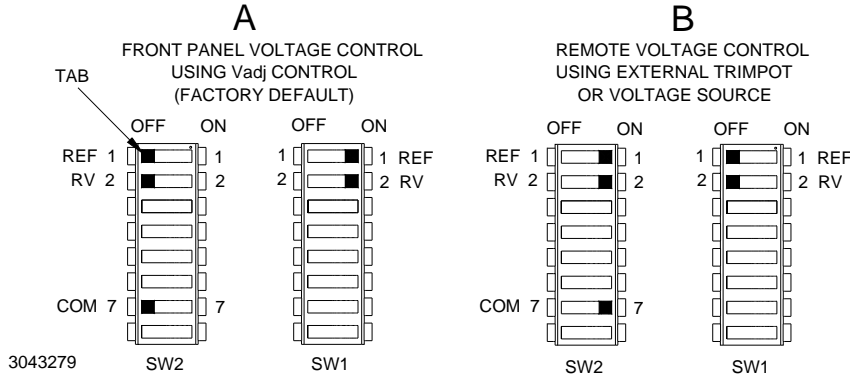 A
FRONT PANEL VOLTAGE CONTROL
USING Vadj CONTROL
(FACTORY DEFAULT)
TAB
OFF ON
REF 1 1
RV 2 2
COM 7 7
SW2
OFF ON
1 1 REF
2 2 RV
SW1
B
REMOTE VOLTAGE CONTROL
USING EXTERNAL TRIMPOT
OR VOLTAGE SOURCE
OFF ON
REF 1 1
RV 2 2
COM 7 7
SW2
OFF ON
1 1 REF
2 2 RV
SW1
3043279